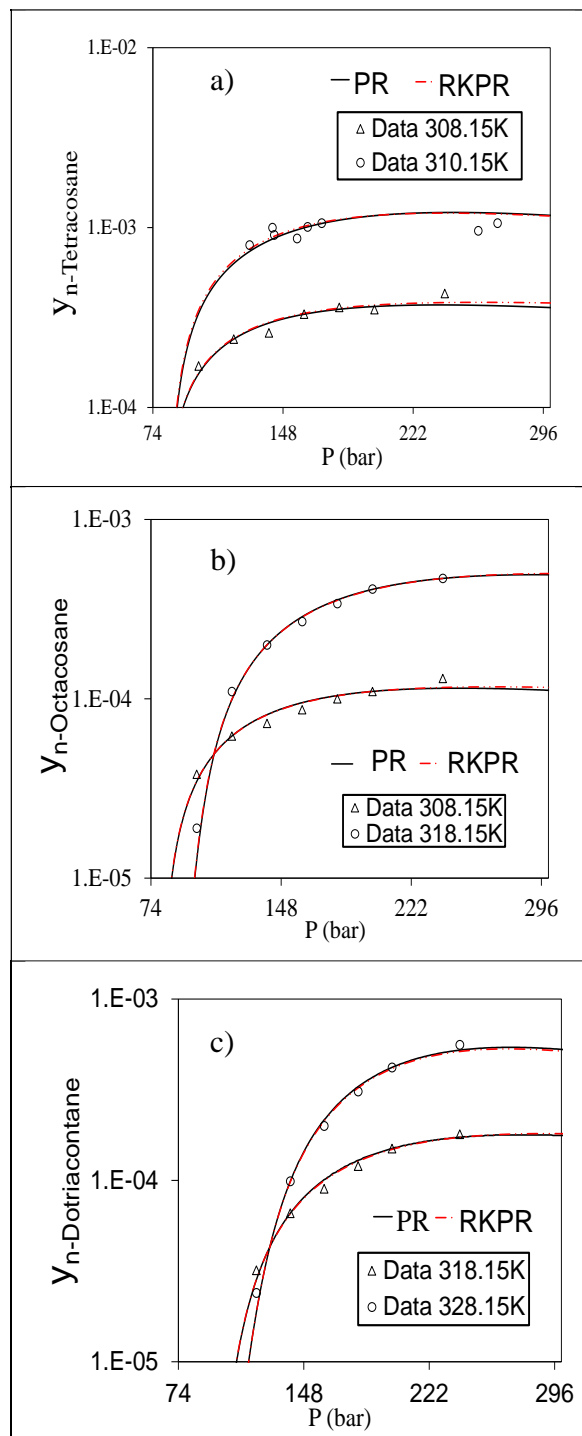 a)
1.E-02
PR
RKPR
Data 308.15K
Data 310.15K
1.E-03
1.E-04
y n-Tetracosane
74
148
222
296
P (bar)
1.E-03
b)
1.E-04
y n-Octacosane
PR
RKPR
Data 308.15K
Data 318.15K
1.E-05
74
148
222
296
P (bar)
1.E-03
c)
1.E-04
y n-Dotriacontane
PR
RKPR
Data 318.15K
Data 328.15K
1.E-05
74
148
222
296
P (bar)